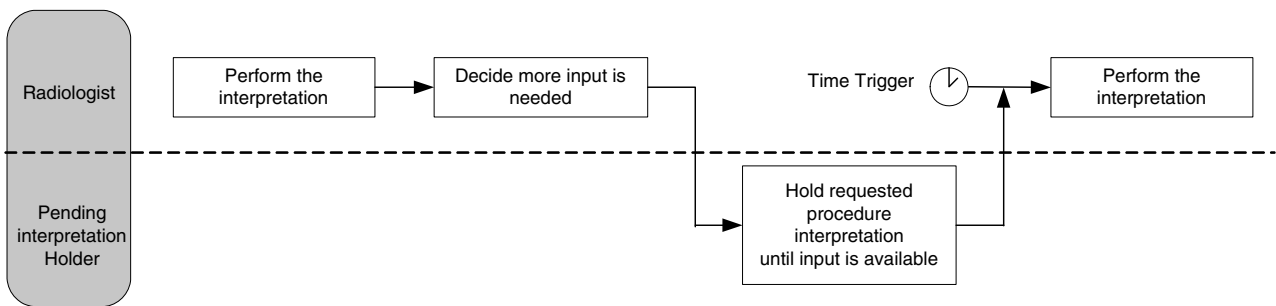 Radiologist
Perform the
interpretation
Decide more input is
needed
Time Trigger
Perform the
interpretation
Pending
interpretation
Holder
Hold requested
procedure
interpretation
until input is available